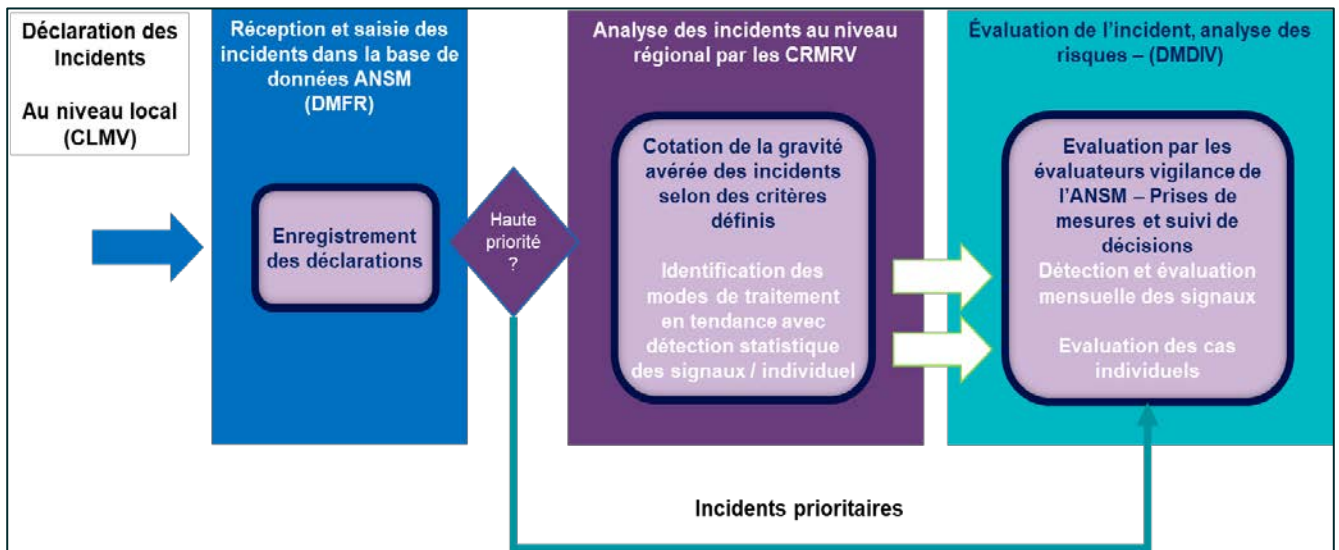 Déclaration des
Incidents
Au niveau local
(CLMV)
Réception et saisie des
incidents dans la base de
données ANSM
(DMFR)
Enregistrement
des déclarations
Haute
priorité
?
Analyse des incidents au niveau
régional par les CRMRV
Cotation de la gravité
avérée des incidents
selon des critères
définis
Identification des
modes de traitement
en tendance avec
détection statistique
des signaux / individuel
Évaluation de l'incident, analyse des
risques – (DMDIV)
Evaluation par les
évaluateurs vigilance de
l'ANSM – Prises de
mesures et suivi de
décisions
Détection et évaluation
mensuelle des signaux
Evaluation des cas
individuels
Incidents prioritaires